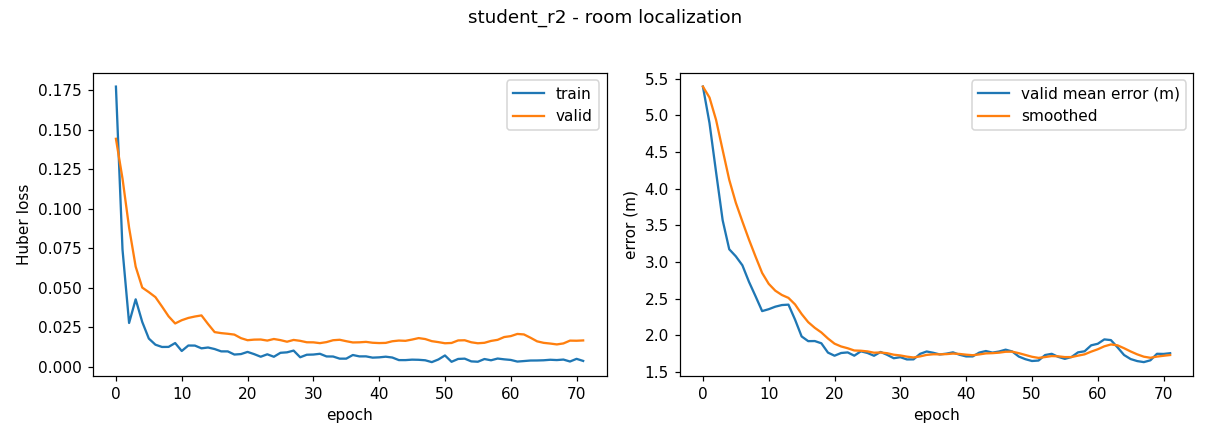 student_r2 - room localization
train
valid
0.175
0.150
0.125
0.100
0.075
0.050
0.025
0.000
Huber loss
0 10 20 30 40 50 60 70
epoch
valid mean error (m)
smoothed
5.5
5.0
4.5
4.0
3.5
3.0
2.5
2.0
1.5
error (m)
0 10 20 30 40 50 60 70
epoch